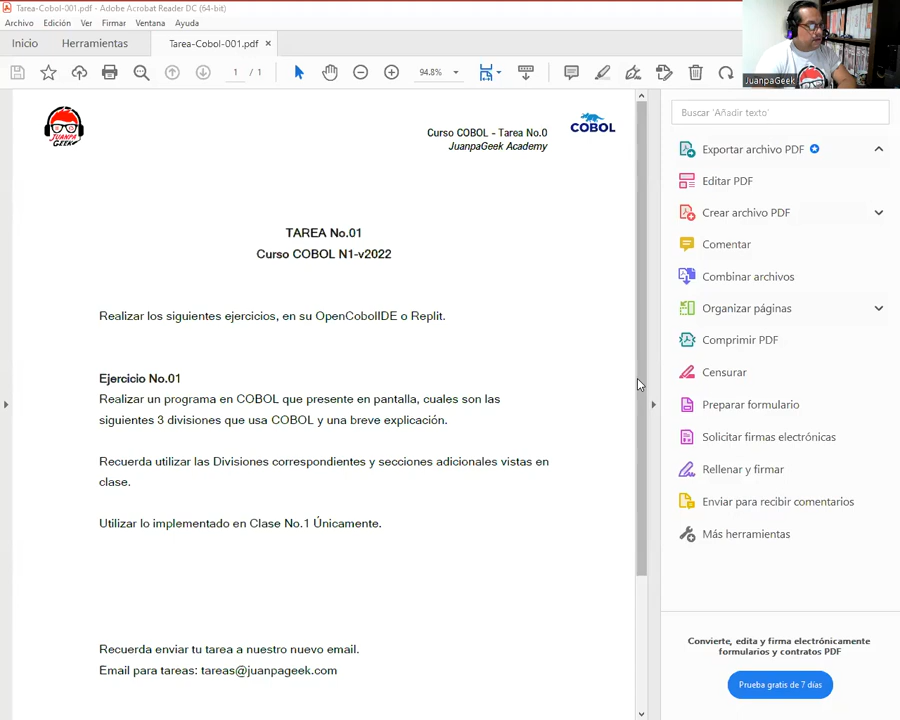 Tarea-Cobol-001.pdf - Adobe Acrobat Reader DC (64-bit)
Archivo Edición Ver Firmar Ventana Ayuda
Inicio Herramientas Tarea-Cobol-001.pdf ×
1 / 1 94.8%
JuanpaGeek
Buscar 'Añadir texto'
JUANPA
GEEK
Curso COBOL - Tarea No.0
JuanpaGeek Academy
COBOL
TAREA No.01
Curso COBOL N1-v2022
Realizar los siguientes ejercicios, en su OpenCobolIDE o Replit.
Ejercicio No.01
Realizar un programa en COBOL que presente en pantalla, cuales son las
siguientes 3 divisiones que usa COBOL y una breve explicación.
Recuerda utilizar las Divisiones correspondientes y secciones adicionales vistas en
clase.
Utilizar lo implementado en Clase No.1 Únicamente.
Recuerda enviar tu tarea a nuestro nuevo email.
Email para tareas: tareas@juanpageek.com
Exportar archivo PDF
Editar PDF
Crear archivo PDF
Comentar
Combinar archivos
Organizar páginas
Comprimir PDF
Censurar
Preparar formulario
Solicitar firmas electrónicas
Rellenar y firmar
Enviar para recibir comentarios
Más herramientas
Convierte, edita y firma electrónicamente
formularios y contratos PDF
Prueba gratis de 7 días